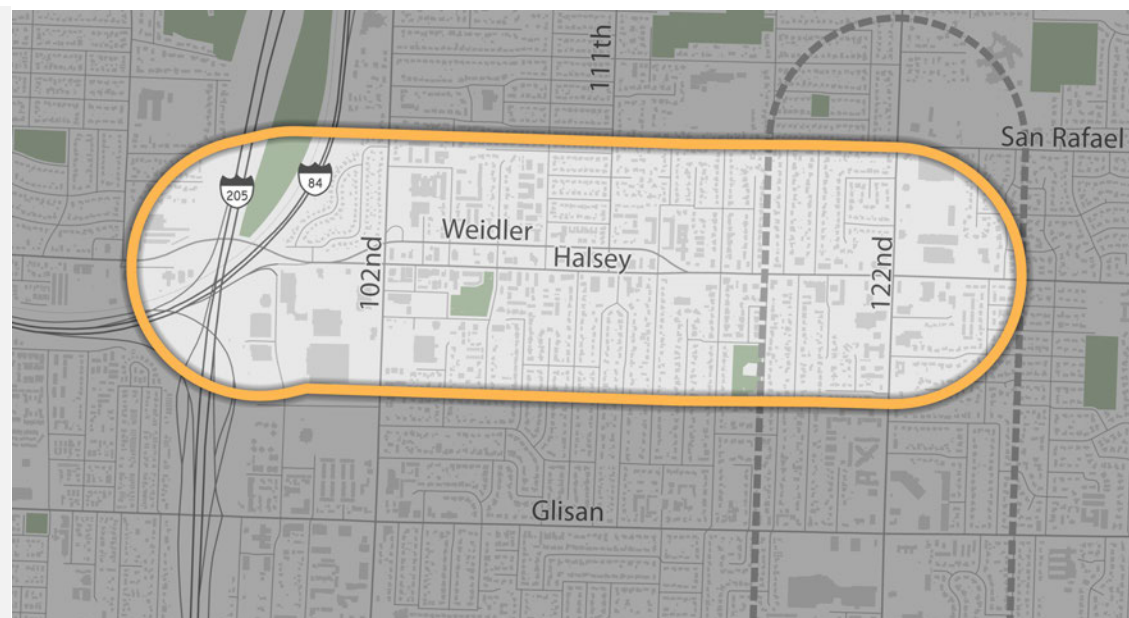 111th
San Rafael
205
84
Weidler
Halsey
102nd
122nd
Glisan